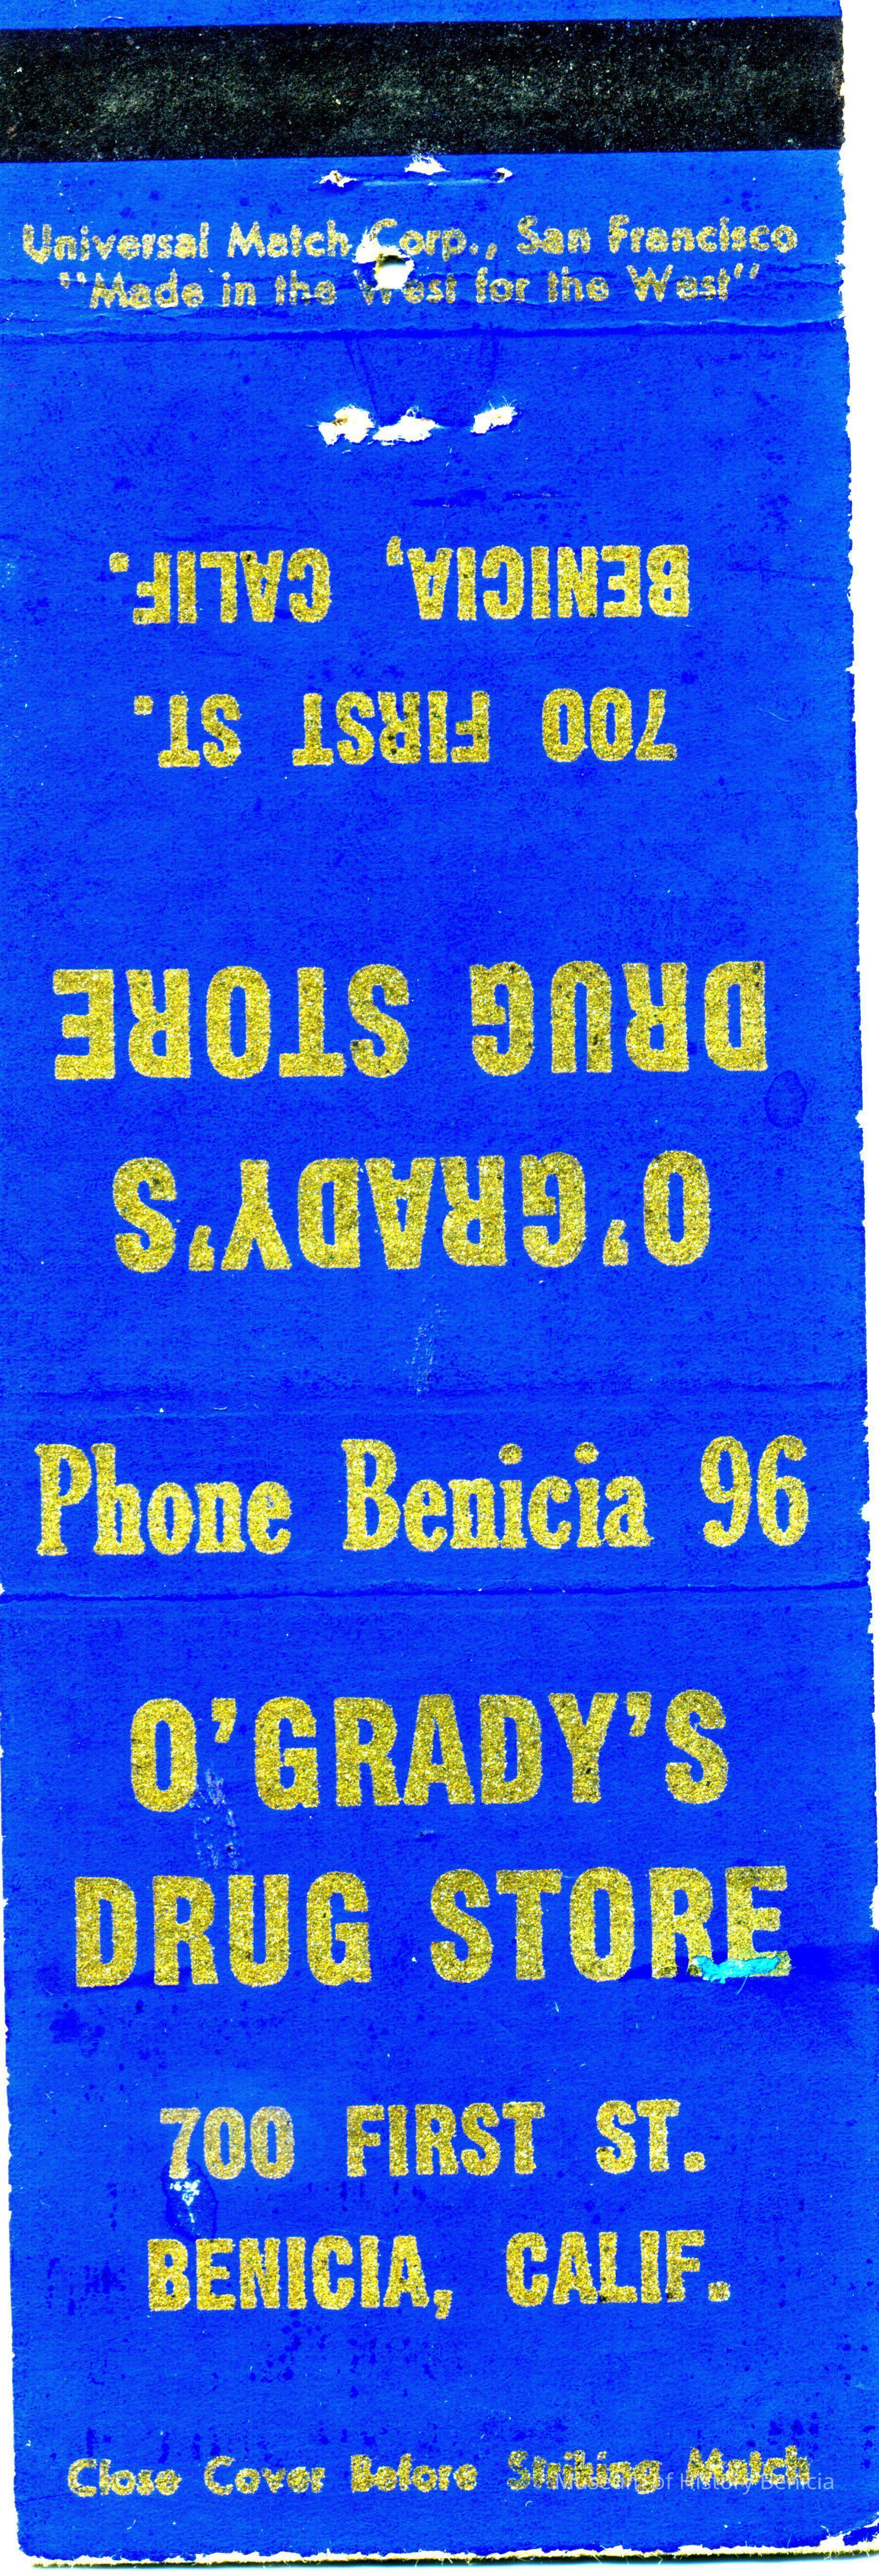 Universal Match Corp., San Francisco
"Made in the West for the West"
O'GRADY'S
DRUG STORE
700 FIRST ST.
BENICIA, CALIF.
Phone Benicia 96
O'GRADY'S
DRUG STORE
700 FIRST ST.
BENICIA, CALIF.
Close Cover Before Striking Match
Museum of History Benicia